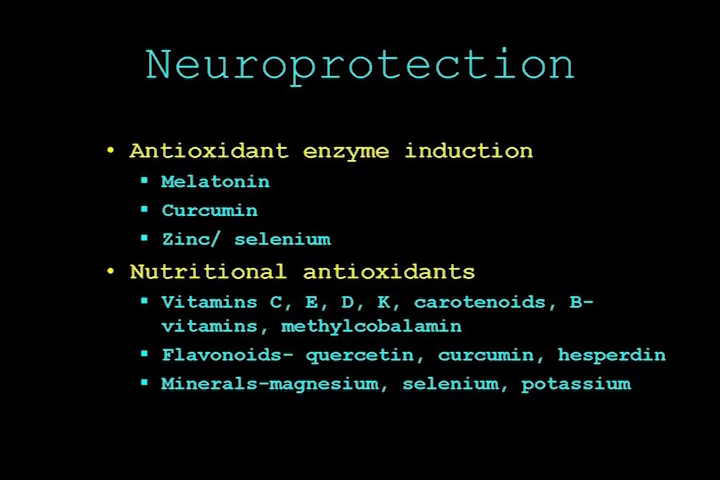 Neuroprotection
• Antioxidant enzyme induction
▪ Melatonin
▪ Curcumin
▪ Zinc/ selenium
• Nutritional antioxidants
▪ Vitamins C, E, D, K, carotenoids, B-
vitamins, methylcobalamin
▪ Flavonoids- quercetin, curcumin, hesperdin
▪ Minerals-magnesium, selenium, potassium